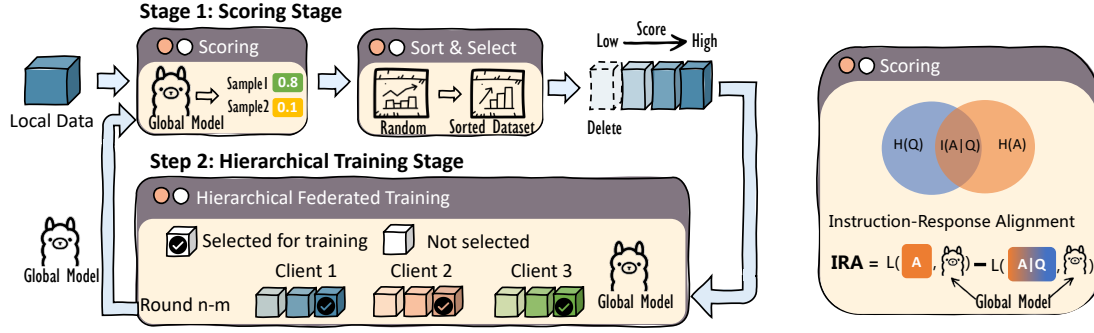 Stage 1: Scoring Stage
Scoring
Sample1 0.8
Sample2 0.1
Global Model
Local Data
Sort & Select
Random
Sorted Dataset
Score
Low
High
Delete
Step 2: Hierarchical Training Stage
Hierarchical Federated Training
Selected for training
Not selected
Client 1
Client 2
Client 3
Round n-m
Global Model
Global Model
Scoring
H(Q)
I(A|Q)
H(A)
Instruction-Response Alignment
IRA = L( A , ) − L( A|Q , )
Global Model